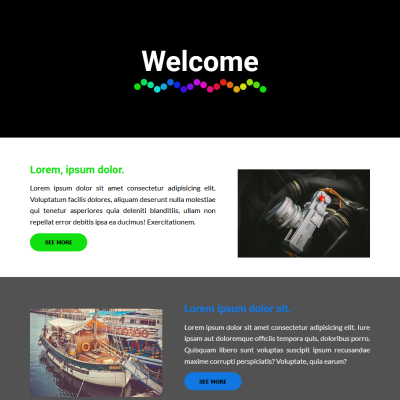 Welcome
Lorem, ipsum dolor.
Lorem ipsum dolor sit amet consectetur adipisicing elit.
Voluptatum facilis dolores, aliquam deserunt nulla molestiae
qui tenetur asperiores quia deleniti blanditiis, ullam non
repellat error debitis ipsa ea ducimus! Exercitationem.
SEE MORE
Lorem ipsum dolor sit.
Lorem ipsum dolor sit amet consectetur adipisicing elit. Iure
ipsum aut dolorem officiis tempora quis, doloribus porro.
Quisquam libero sunt voluptas suscipit ipsum recusandae
maxime corrupti perspiciatis? Voluptate, quia earum?
SEE MORE